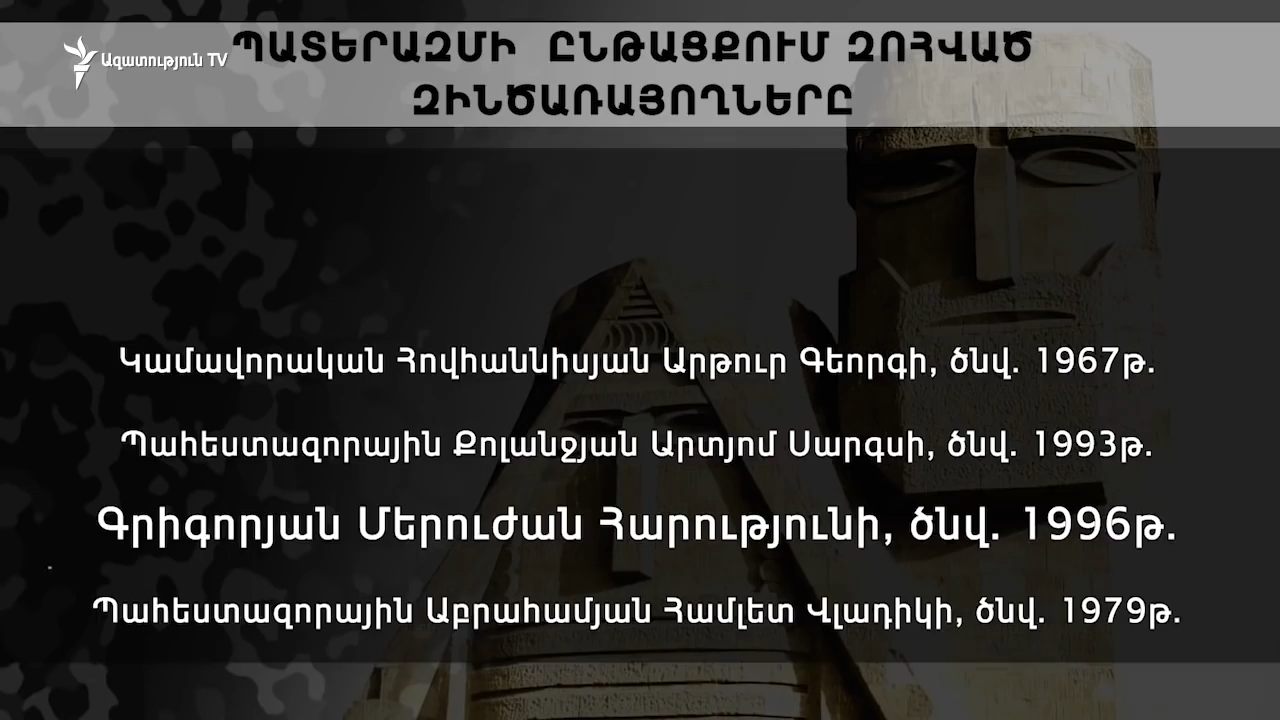 Ազատություն TV
ՊԱՏԵՐԱԶՄԻ ԸՆԹԱՑՔՈՒՄ ԶՈՀՎԱԾ
ԶԻՆԾԱՌԱՅՈՂՆԵՐԸ
Կամավորական Հովհաննիսյան Արթուր Գեորգի, ծնվ. 1967թ.
Պահեստազորային Քոլանջյան Արտյոմ Սարգսի, ծնվ. 1993թ.
Գրիգորյան Մերուժան Հարությունի, ծնվ. 1996թ.
Պահեստազորային Աբրահամյան Համլետ Վլադիկի, ծնվ. 1979թ.